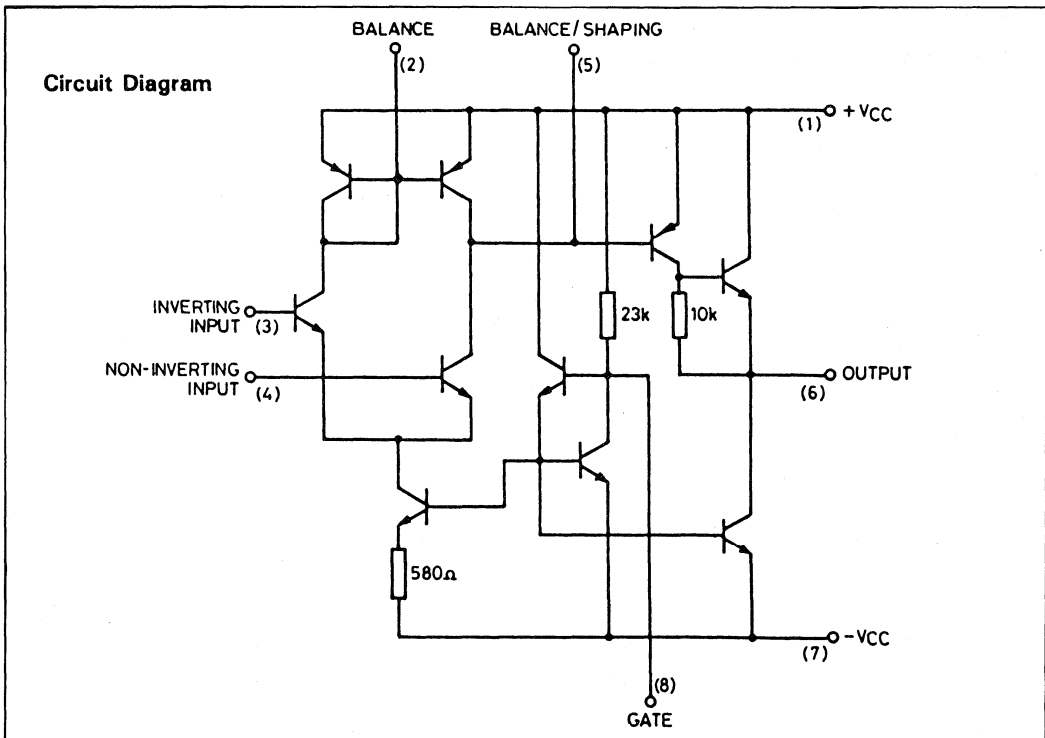 BALANCE
(2)
BALANCE/SHAPING
(5)
Circuit Diagram
(1)
+VCC
INVERTING
INPUT
(3)
23k
10k
NON-INVERTING
INPUT
(4)
OUTPUT
(6)
580Ω
-VCC
(7)
(8)
GATE